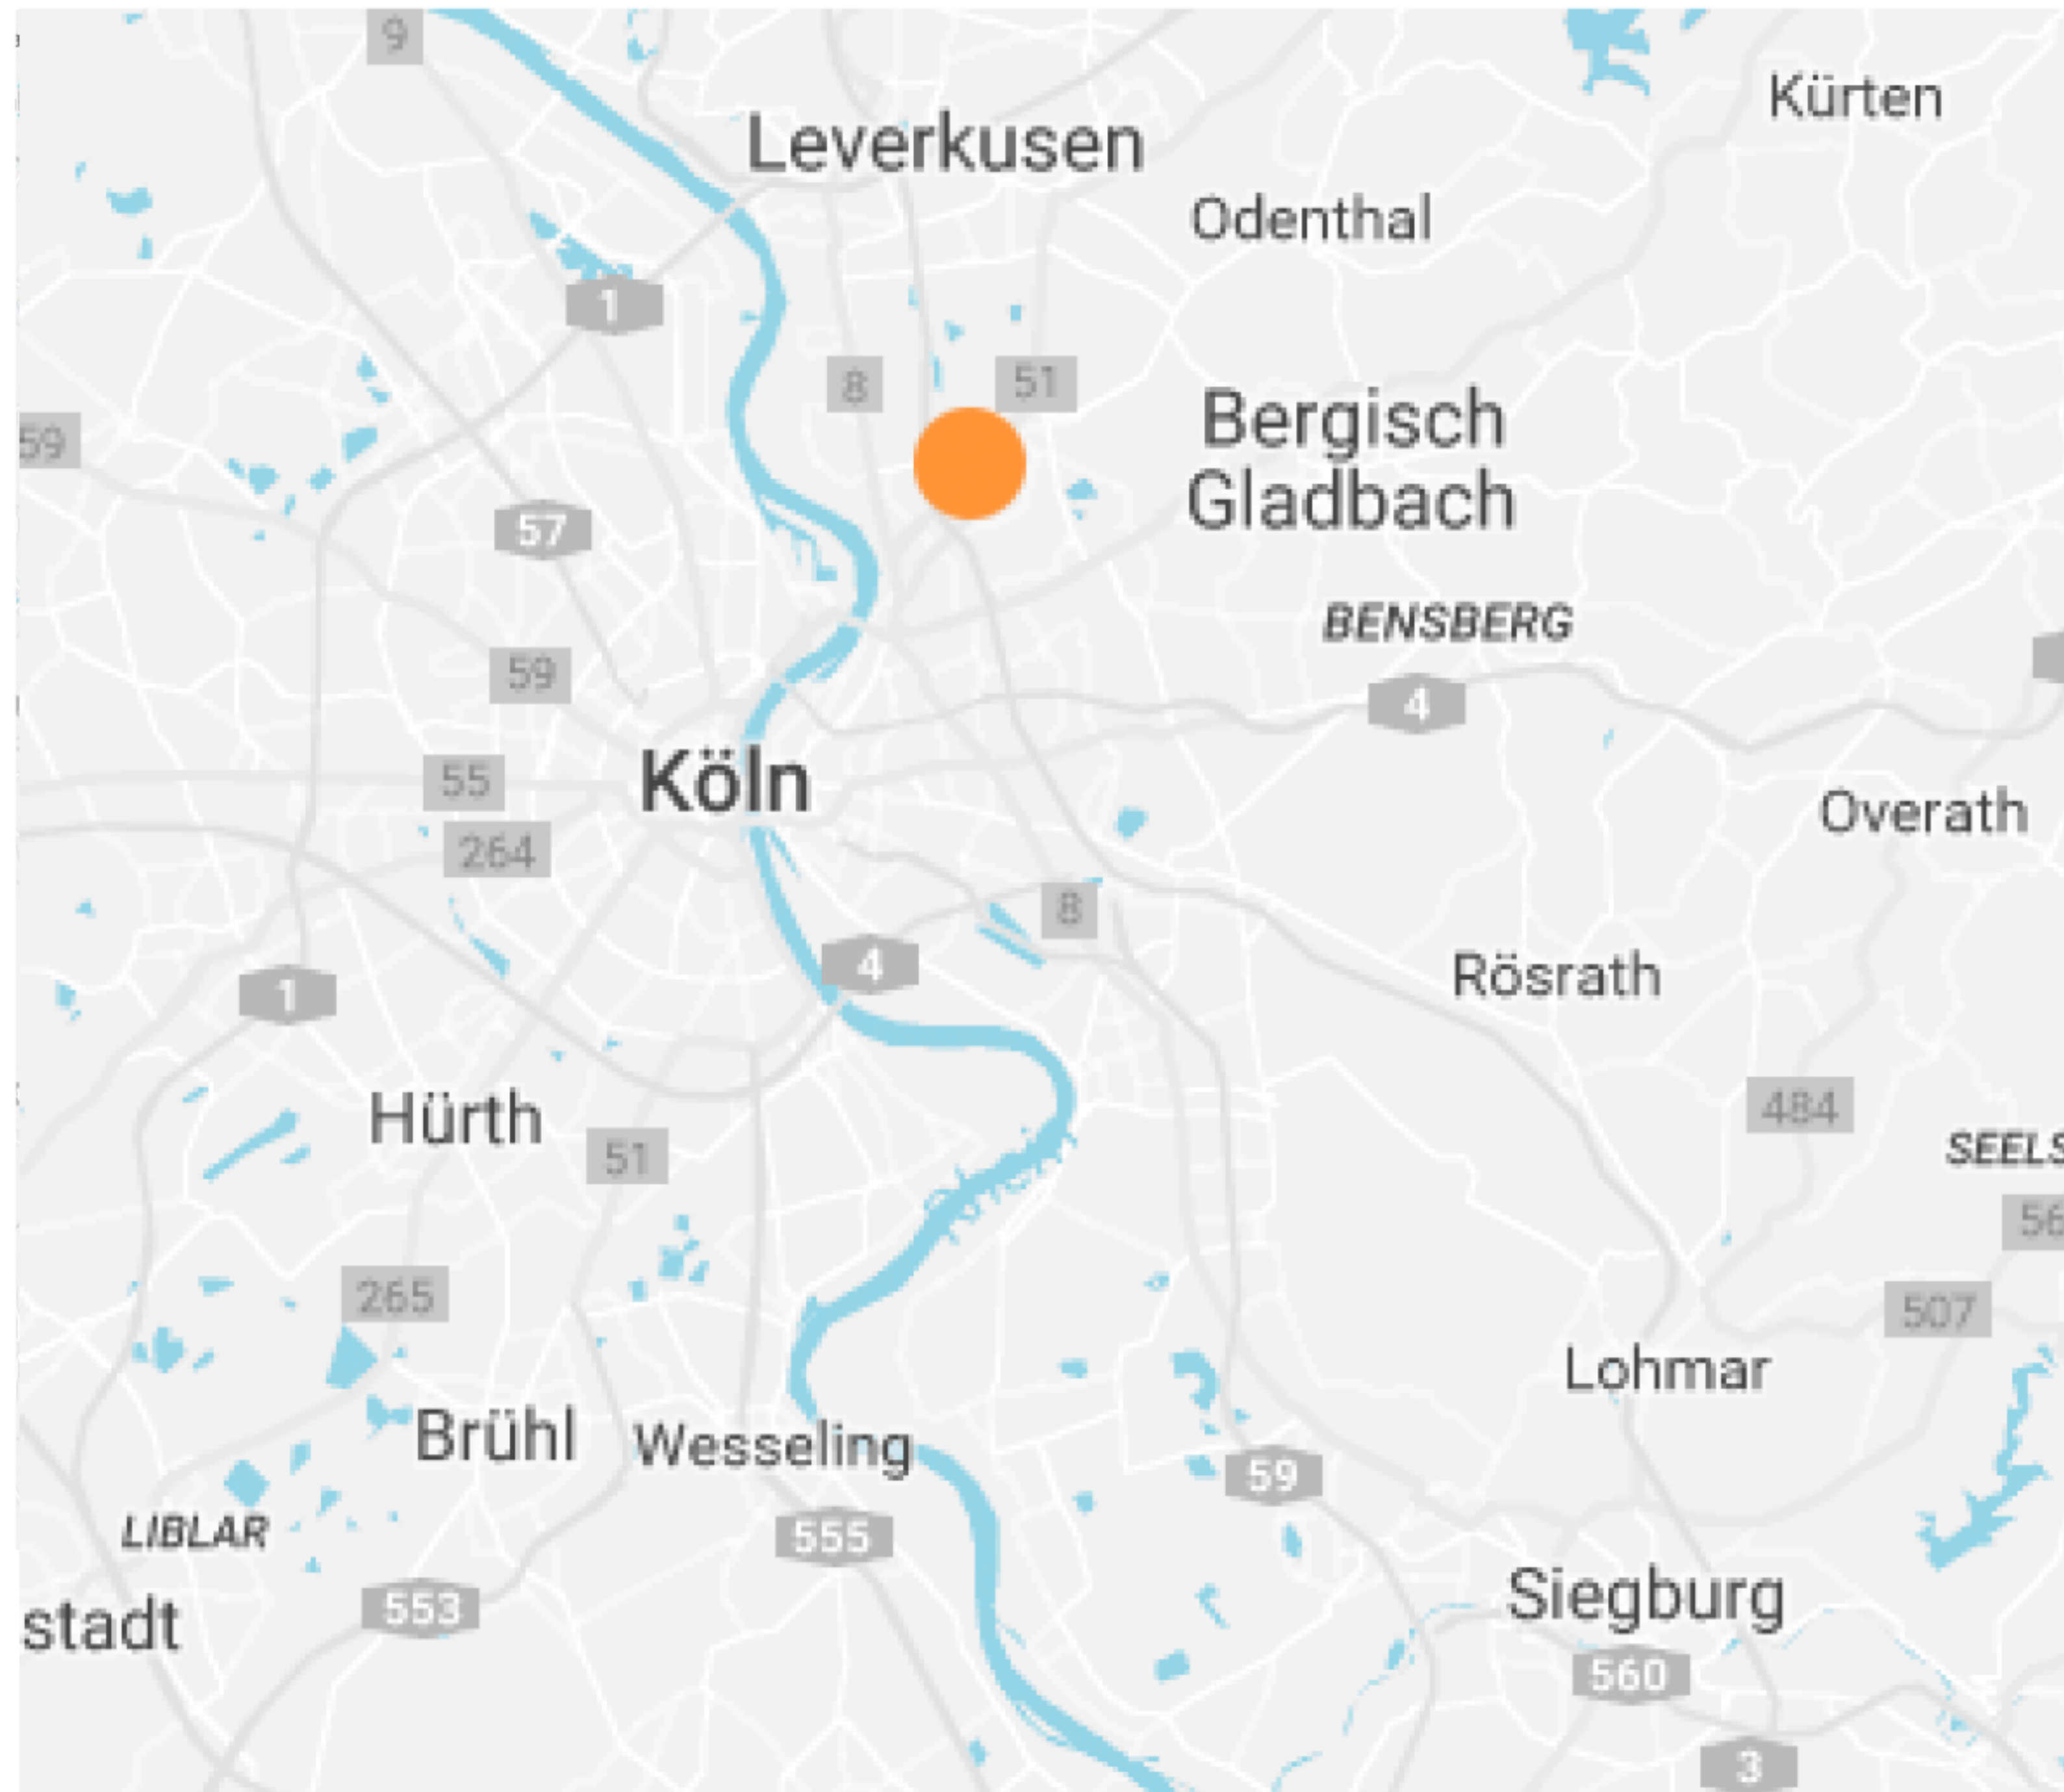 9
Kürten
Leverkusen
Odenthal
1
8
51
Bergisch
Gladbach
59
57
BENSBERG
59
4
55
Köln
Overath
264
8
4
Rösrath
1
484
Hürth
51
SEELS
56
265
507
Lohmar
Brühl
Wesseling
59
LIBLAR
555
553
Siegburg
stadt
560
3